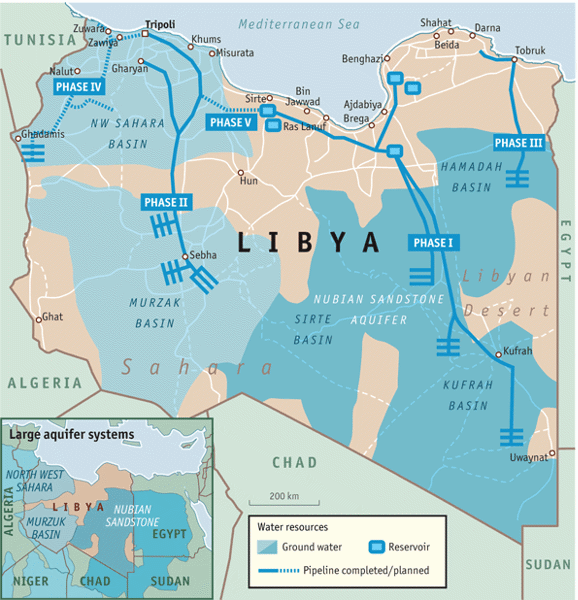 Mediterranean Sea
TUNISIA
Zuwara
Zawiya
Tripoli
Khums
Misurata
Nalut
Gharyan
PHASE IV
Ghadamis
NW SAHARA
BASIN
PHASE V
Sirte
Bin
Jawwad
Ras Lanuf
Ajdabiya
Brega
Benghazi
Shahat
Beida
Darna
Tobruk
PHASE III
HAMADAH
BASIN
Hun
PHASE II
LIBYA
PHASE I
EGYPT
Sebha
MURZAK
BASIN
NUBIAN SANDSTONE
AQUIFER
SIRTE
BASIN
Libyan
Desert
Ghat
Sahara
Kufrah
KUFRAH
BASIN
ALGERIA
Uwaynat
CHAD
SUDAN
200 km
Large aquifer systems
NORTH WEST
SAHARA
ALGERIA
LIBYA
MURZUK
BASIN
NUBIAN
SANDSTONE
EGYPT
NIGER
CHAD
SUDAN
Water resources
Ground water
Reservoir
Pipeline completed/planned